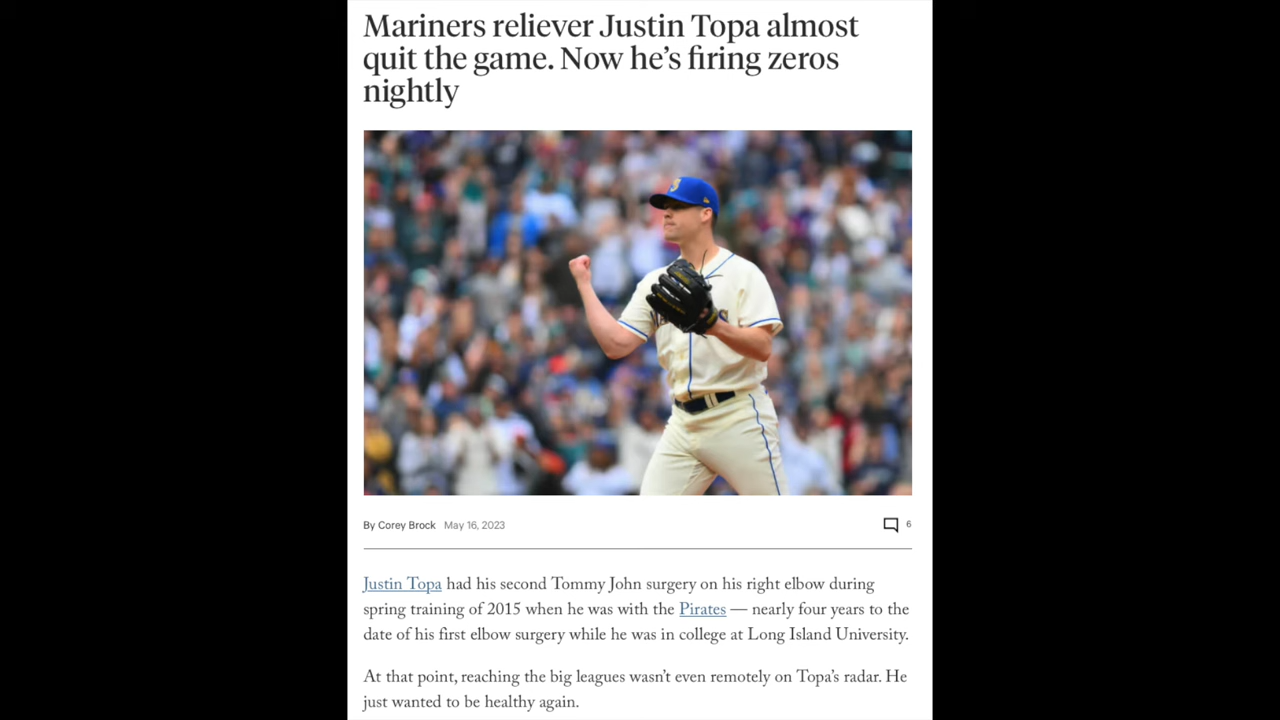 Mariners reliever Justin Topa almost
quit the game. Now he’s firing zeros
nightly
By Corey Brock May 16, 2023
6
Justin Topa had his second Tommy John surgery on his right elbow during
spring training of 2015 when he was with the Pirates — nearly four years to the
date of his first elbow surgery while he was in college at Long Island University.
At that point, reaching the big leagues wasn’t even remotely on Topa’s radar. He
just wanted to be healthy again.